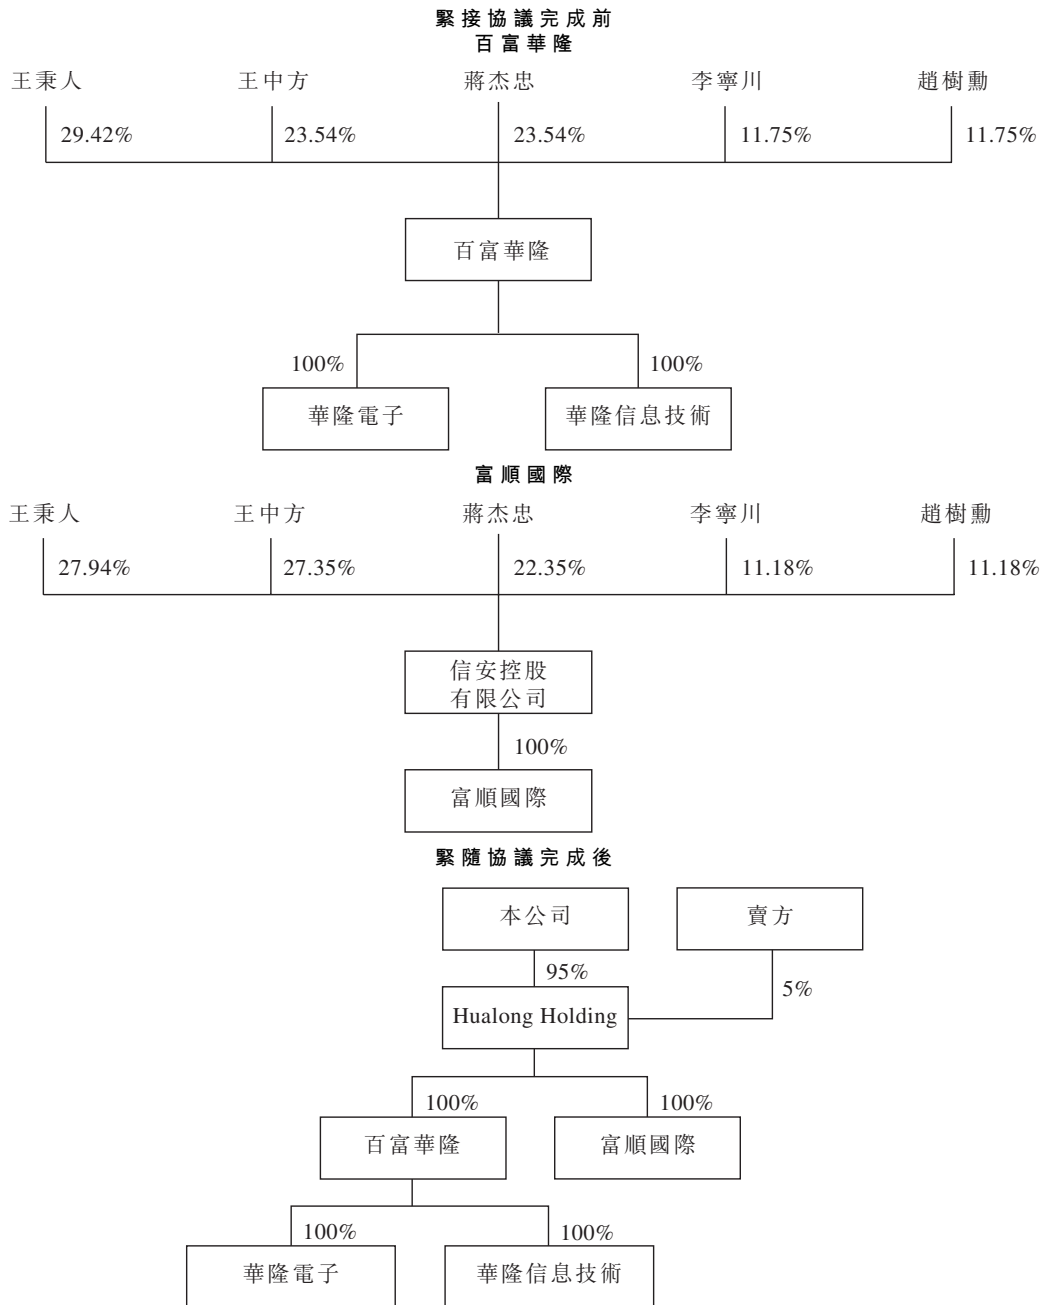 緊接協議完成前
百富華隆
王秉人 王中方 蔣杰忠 李寧川 趙樹勳
29.42% 23.54% 23.54% 11.75% 11.75%
百富華隆
100% 100%
華隆電子 華隆信息技術
富順國際
王秉人 王中方 蔣杰忠 李寧川 趙樹勳
27.94% 27.35% 22.35% 11.18% 11.18%
信安控股
有限公司
100%
富順國際
緊隨協議完成後
本公司 賣方
95%
5%
Hualong Holding
100% 100%
百富華隆 富順國際
100% 100%
華隆電子 華隆信息技術